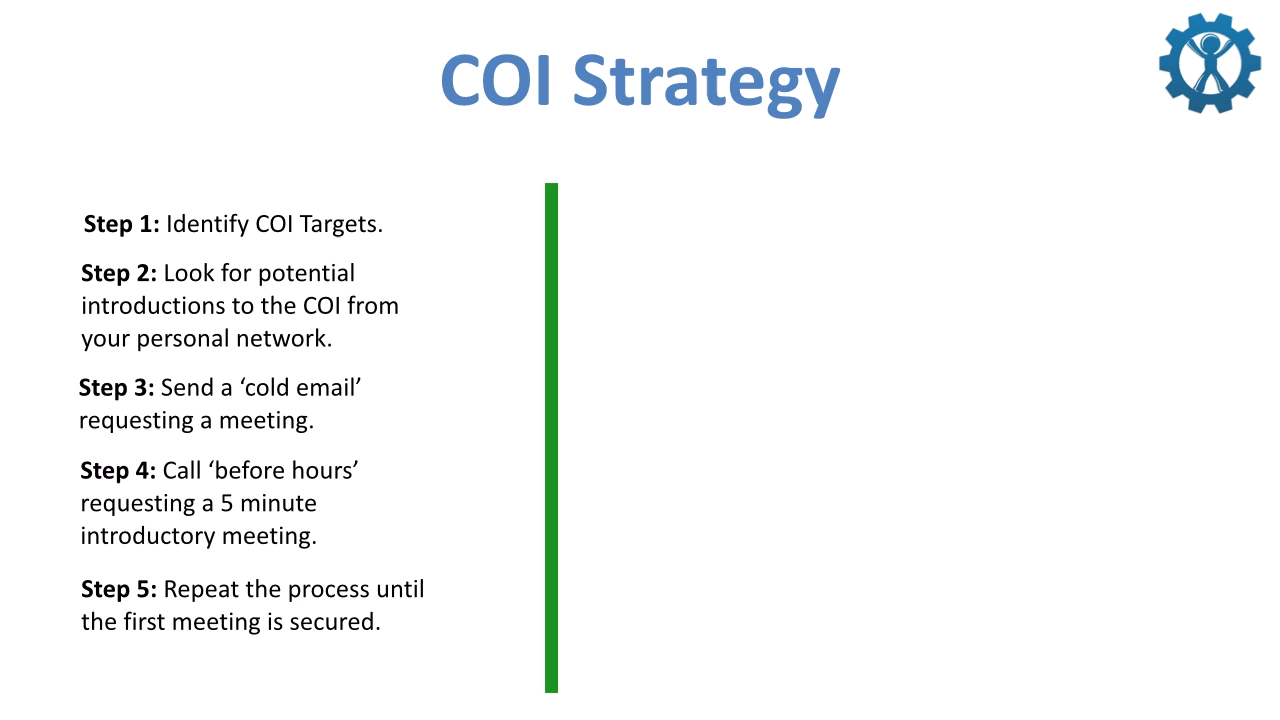 COI Strategy
Step 1: Identify COI Targets.
Step 2: Look for potential
introductions to the COI from
your personal network.
Step 3: Send a ‘cold email’
requesting a meeting.
Step 4: Call ‘before hours’
requesting a 5 minute
introductory meeting.
Step 5: Repeat the process until
the first meeting is secured.